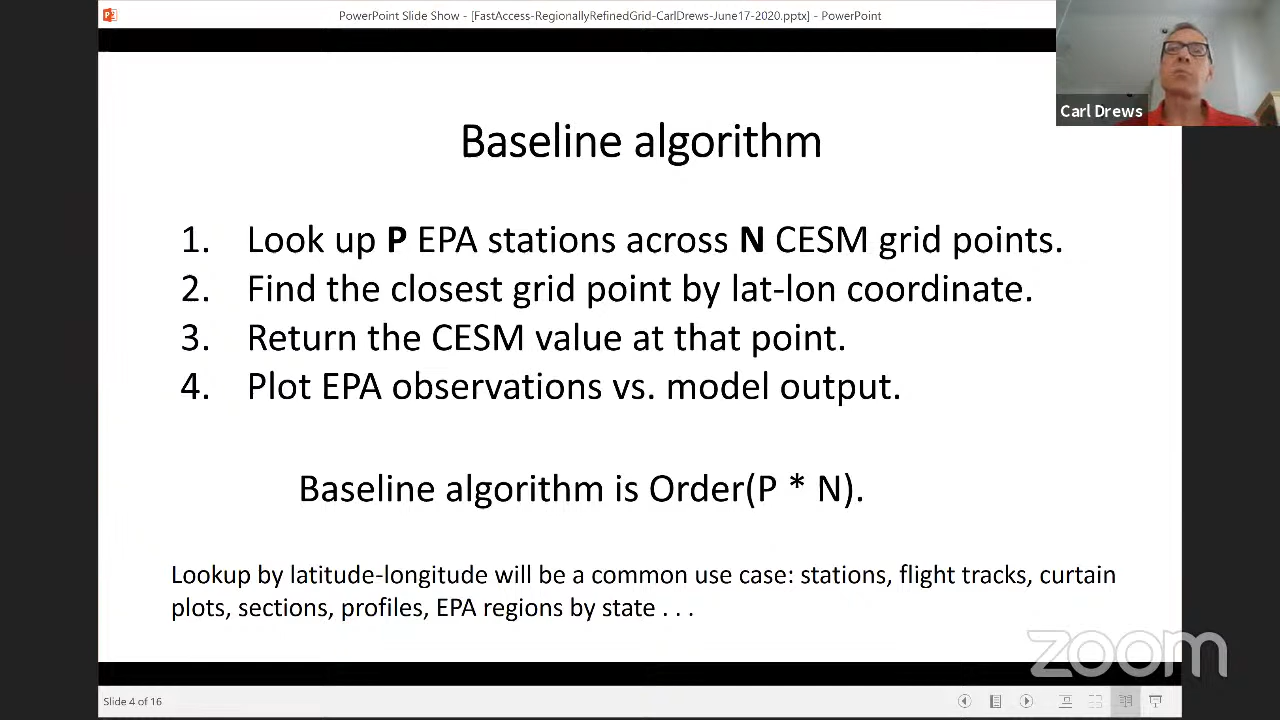 PowerPoint Slide Show - [FastAccess-RegionallyRefinedGrid-CarlDrews-June17-2020.pptx] - PowerPoint
Carl Drews
Baseline algorithm
1. Look up P EPA stations across N CESM grid points.
2. Find the closest grid point by lat-lon coordinate.
3. Return the CESM value at that point.
4. Plot EPA observations vs. model output.
Baseline algorithm is Order(P * N).
Lookup by latitude-longitude will be a common use case: stations, flight tracks, curtain
plots, sections, profiles, EPA regions by state . . .
zoom
Slide 4 of 16